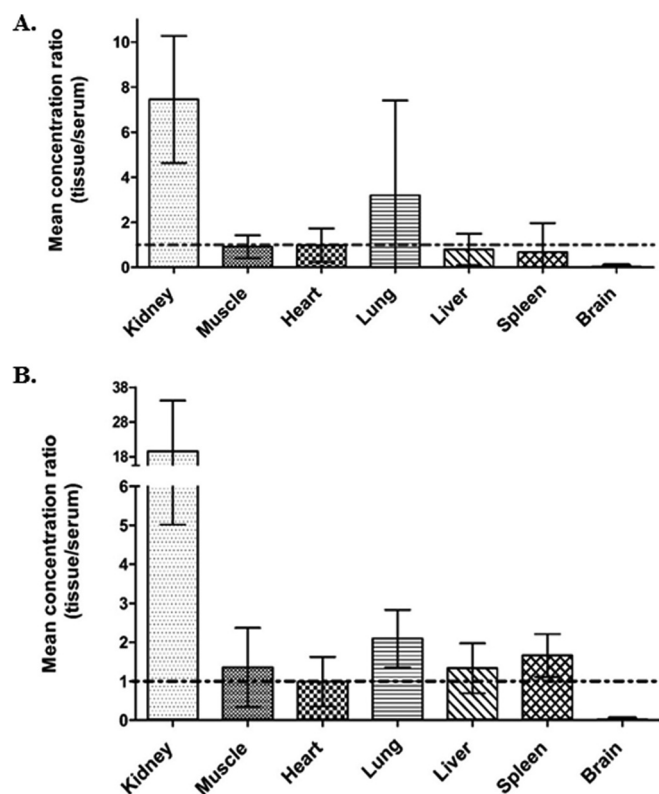 A.
Mean concentration ratio
(tissue/serum)
10
8
6
4
2
0
Kidney
Muscle
Heart
Lung
Liver
Spleen
Brain
B.
Mean concentration ratio
(tissue/serum)
38
28
18
6
5
4
3
2
1
0
Kidney
Muscle
Heart
Lung
Liver
Spleen
Brain